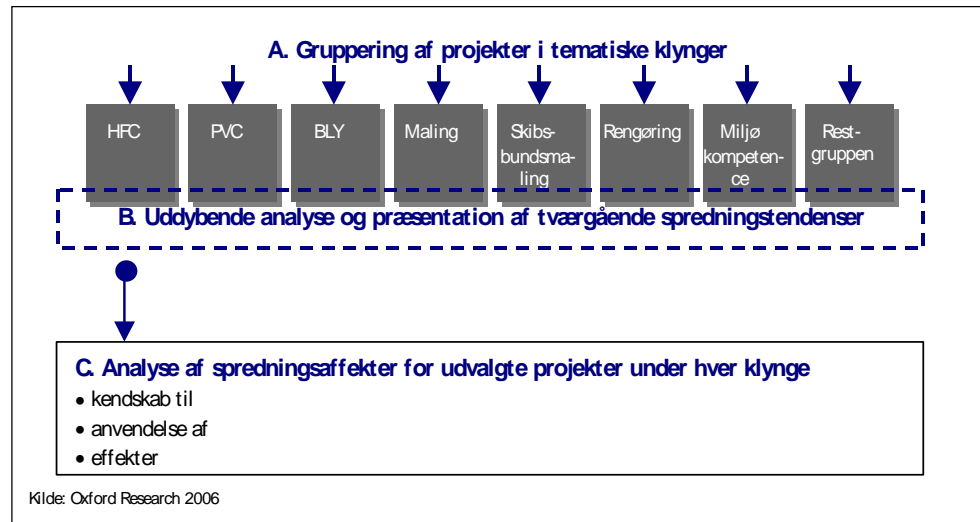 A. Gruppering af projekter i tematiske klynger
HFC
PVC
BLY
Maling
Skibs-
bundsma-
ling
Rengøring
Miljø
kompeten-
ce
Rest-
gruppen
B. Uddybende analyse og præsentation af tværgående spredningstendenser
C. Analyse af spredningsaffekter for udvalgte projekter under hver klynge
• kendskab til
• anvendelse af
• effekter
Kilde: Oxford Research 2006